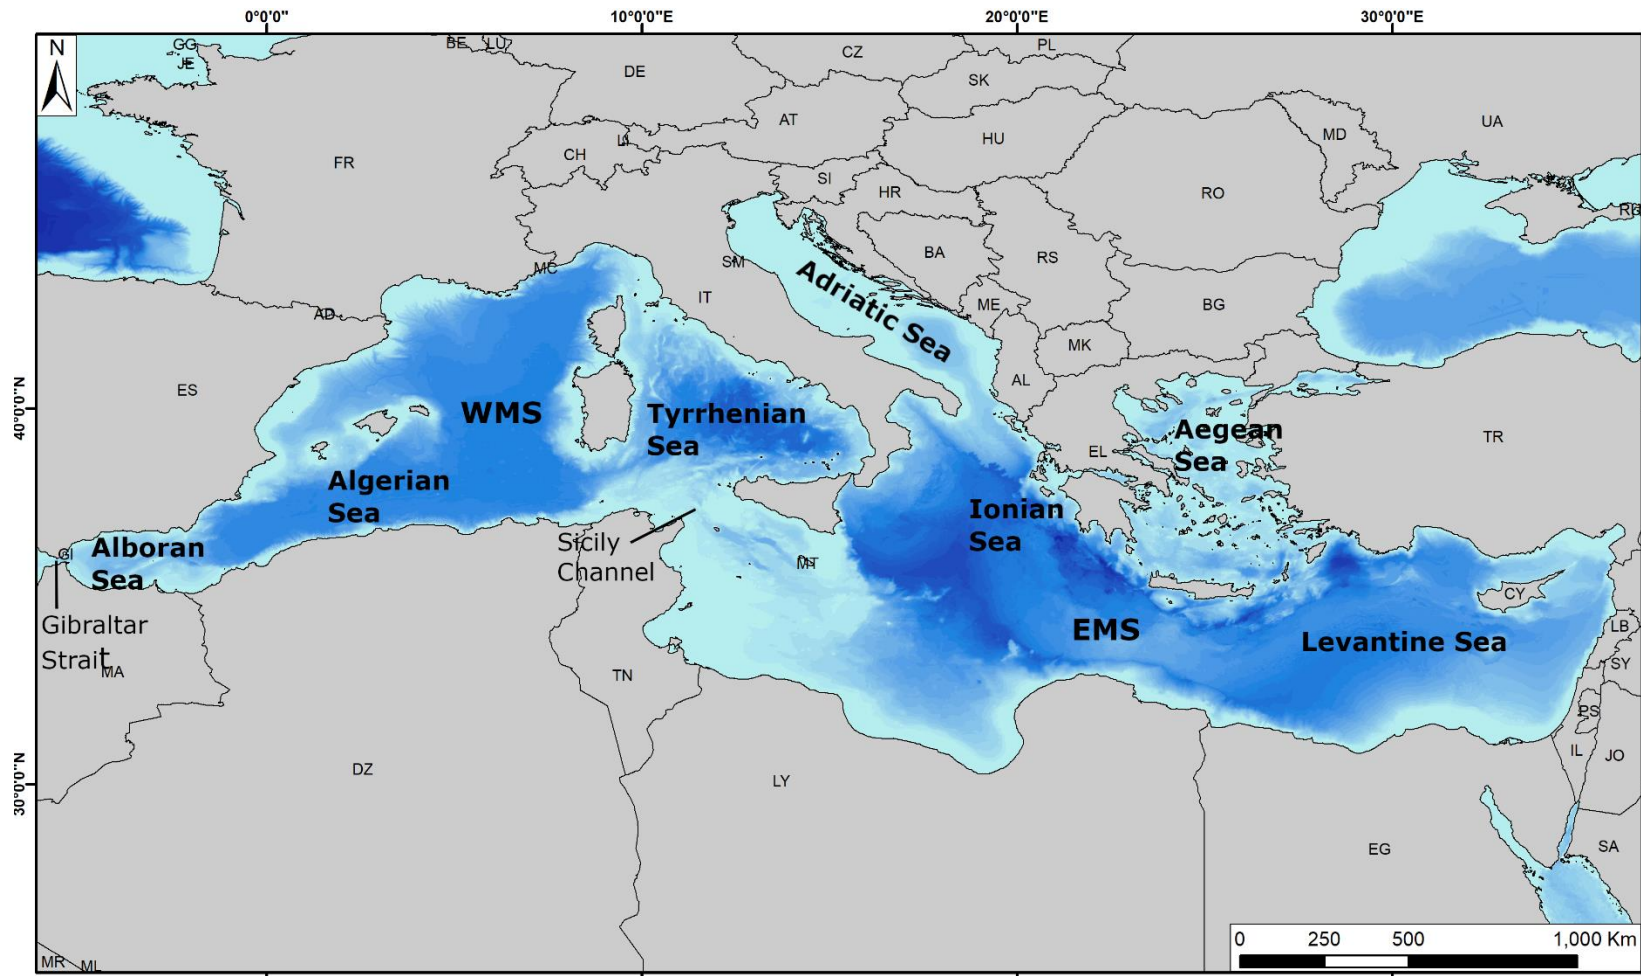 0°0'0"
10°0'0"E
20°0'0"E
30°0'0"E
N
GG
JE
BE
LU
DE
CZ
PL
SK
UA
AT
HU
MD
FR
CH
LI
SI
HR
RO
RG
BA
RS
SM
MC
IT
ME
BG
AD
MK
AL
Adriatic Sea
40°0'0"N
ES
WMS
Tyrrhenian
Sea
Aegean
Sea
EL
TR
Algerian
Sea
Ionian
Sea
GI
Alboran
Sea
Sicily
Channel
MT
CY
Gibraltar
Strait
MA
EMS
Levantine Sea
LB
SY
TN
PS
IL
JO
30°0'0"N
DZ
LY
EG
SA
0 250 500 1,000 Km
MR
ML